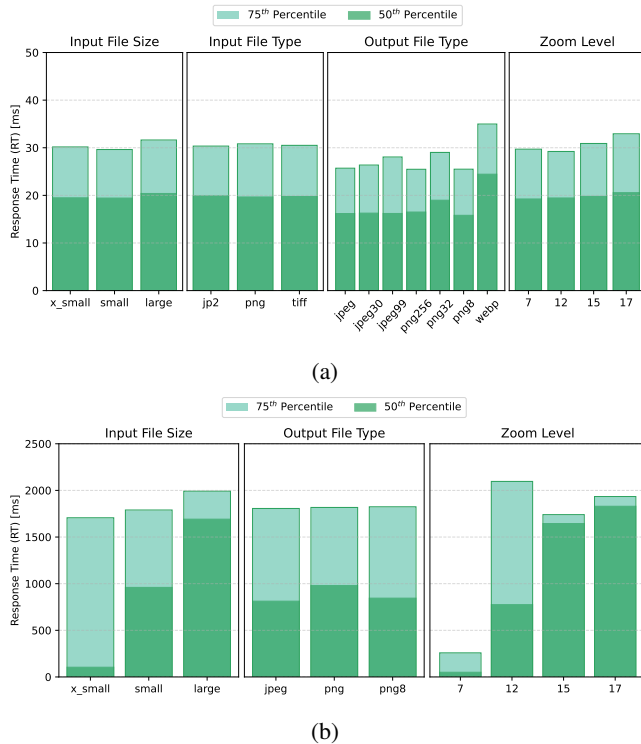 75th Percentile 50th Percentile
Input File Size Input File Type Output File Type Zoom Level
Response Time (RT) [ms]
50
40
30
20
10
0
x_small small large jp2 png tiff jpeg jpeg30 jpeg99 png256 png32 png8 webp 7 12 15 17
(a)
75th Percentile 50th Percentile
Input File Size Output File Type Zoom Level
Response Time (RT) [ms]
2500
2000
1500
1000
500
0
x_small small large jpeg png png8 7 12 15 17
(b)